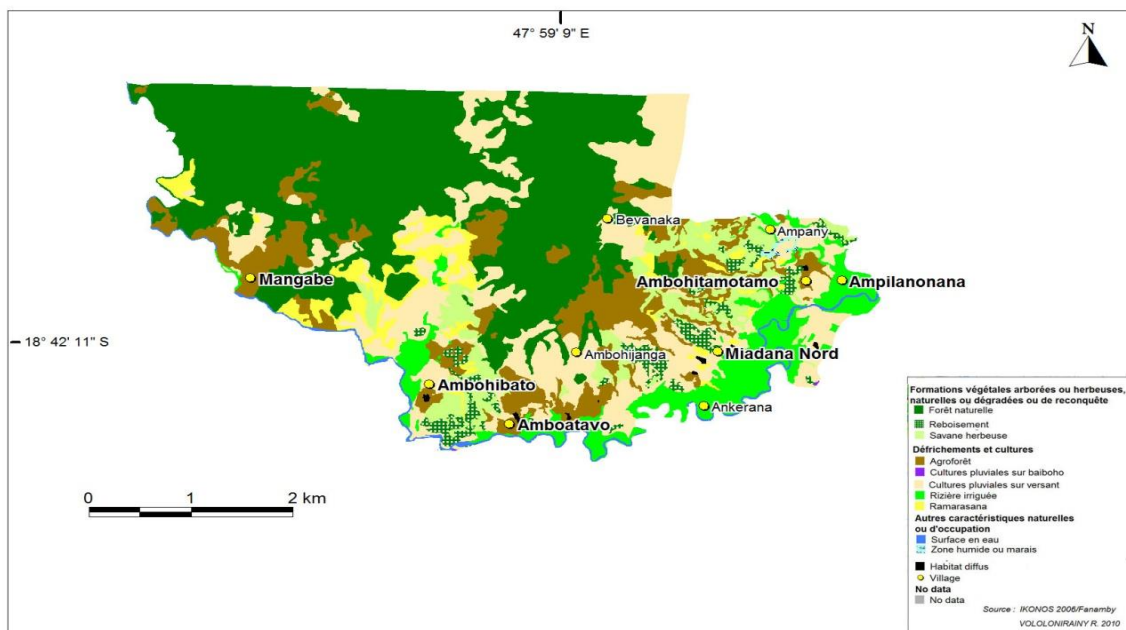 47° 59' 9" E
N
Bevanaka
Ampany
Mangabe
Ambohitamotamo
Ampilanonana
18° 42' 11" S
Ambohijanga
Miadana Nord
Ambohibato
Ankerana
Amboatavo
0 1 2 km
Formations végétales arborées ou herbeuses,
naturelles ou dégradées ou de reconquête
Forêt naturelle
Reboisement
Savane herbeuse
Défrichements et cultures
Agroforêt
Cultures pluviales sur baiboho
Cultures pluviales sur versant
Rizière irriguée
Ramarasana
Autres caractéristiques naturelles
ou d'occupation
Surface en eau
Zone humide ou marais
Habitat diffus
Village
No data
No data
Source : IKONOS 2006/Fanamby
VOLOLONIRAINY R. 2010